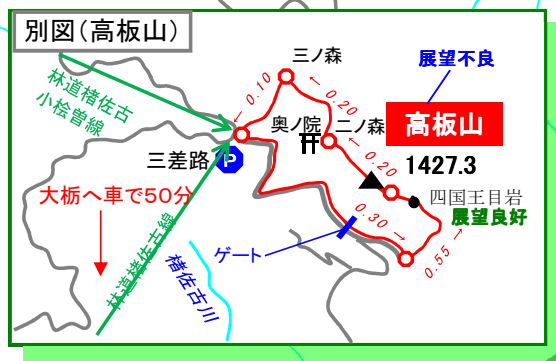 別図（高板山）
三ノ森
展望不良
林道楮佐古
小桧曽線
← 0.10
← 0.20
奥ノ院
二ノ森
高板山
三差路
P
← 0.20
1427.3
四国王目岩
展望良好
大栃へ車で５０分
0.30 →
ゲート
0.55 →
林道楮佐古線
楮佐古川